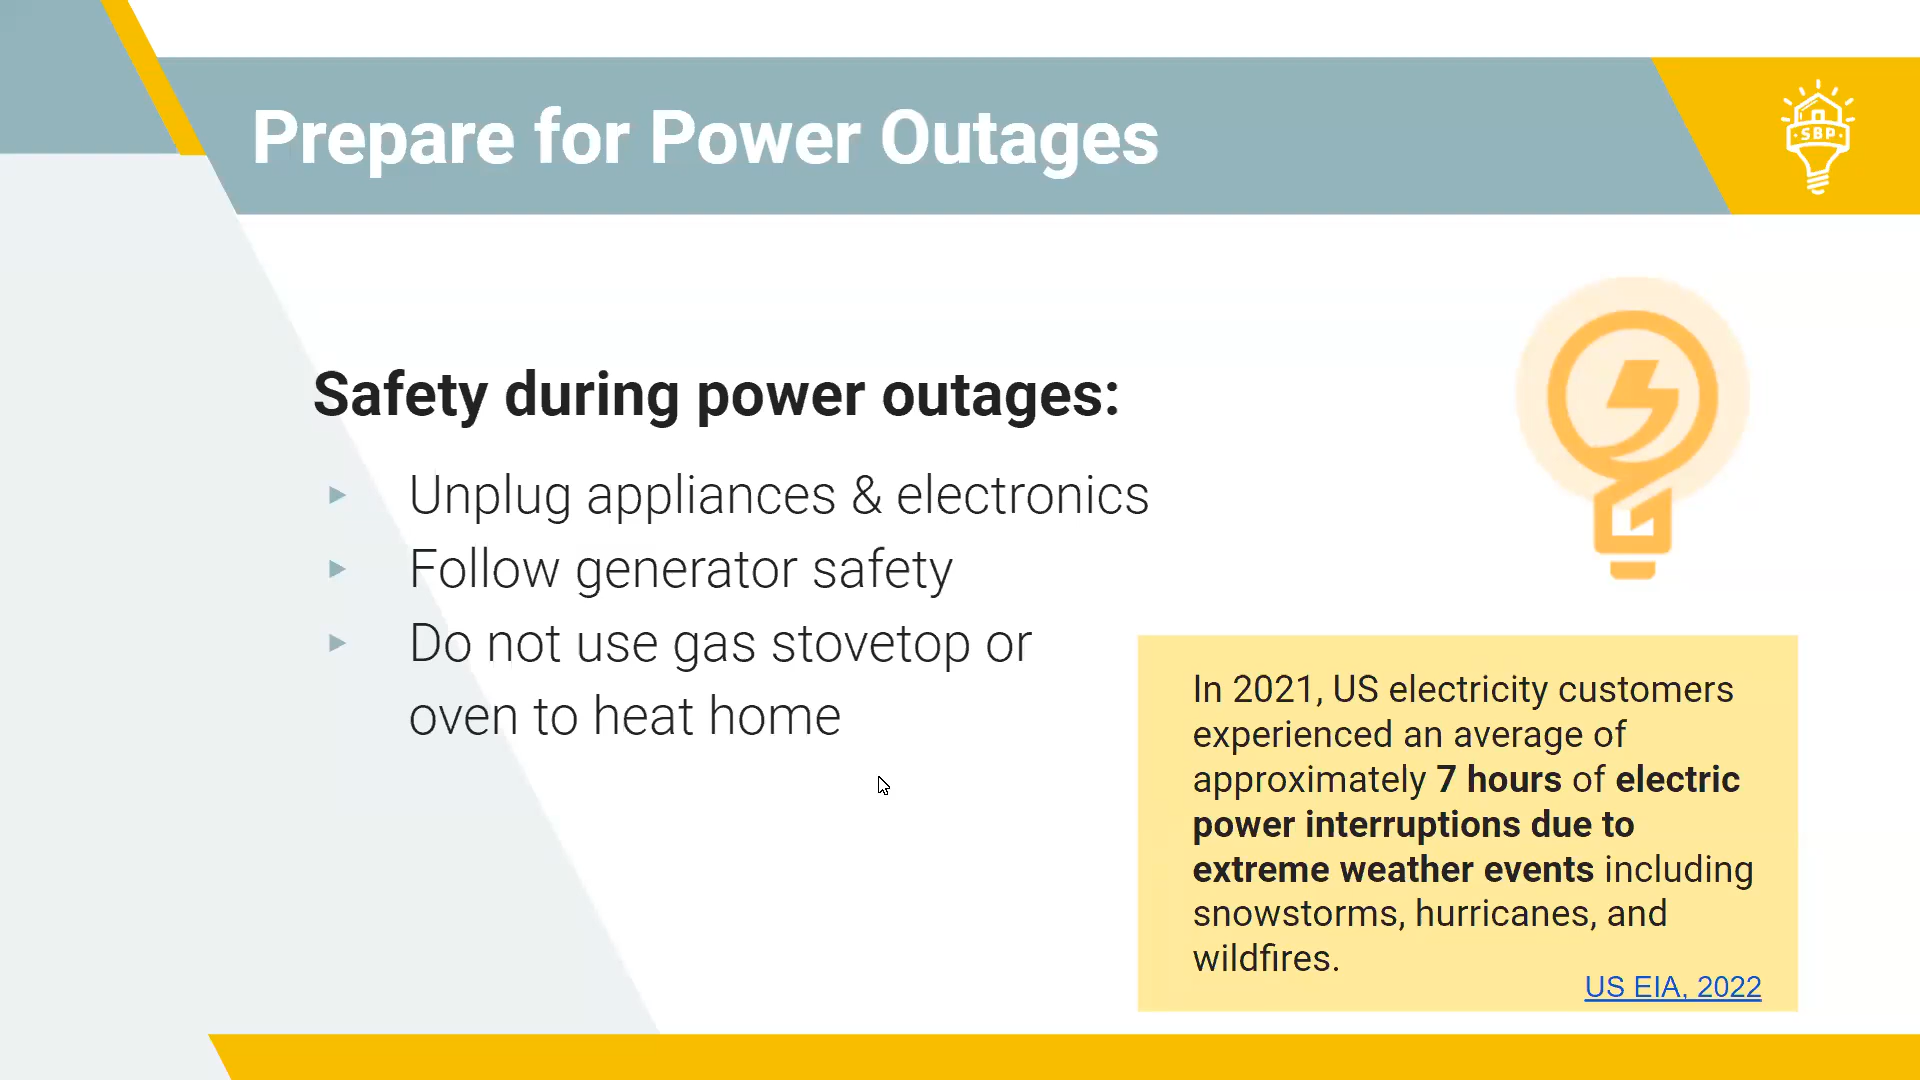 Prepare for Power Outages
SBP
Safety during power outages:
Unplug appliances & electronics
Follow generator safety
Do not use gas stovetop or
oven to heat home
In 2021, US electricity customers
experienced an average of
approximately 7 hours of electric
power interruptions due to
extreme weather events including
snowstorms, hurricanes, and
wildfires.
US EIA, 2022